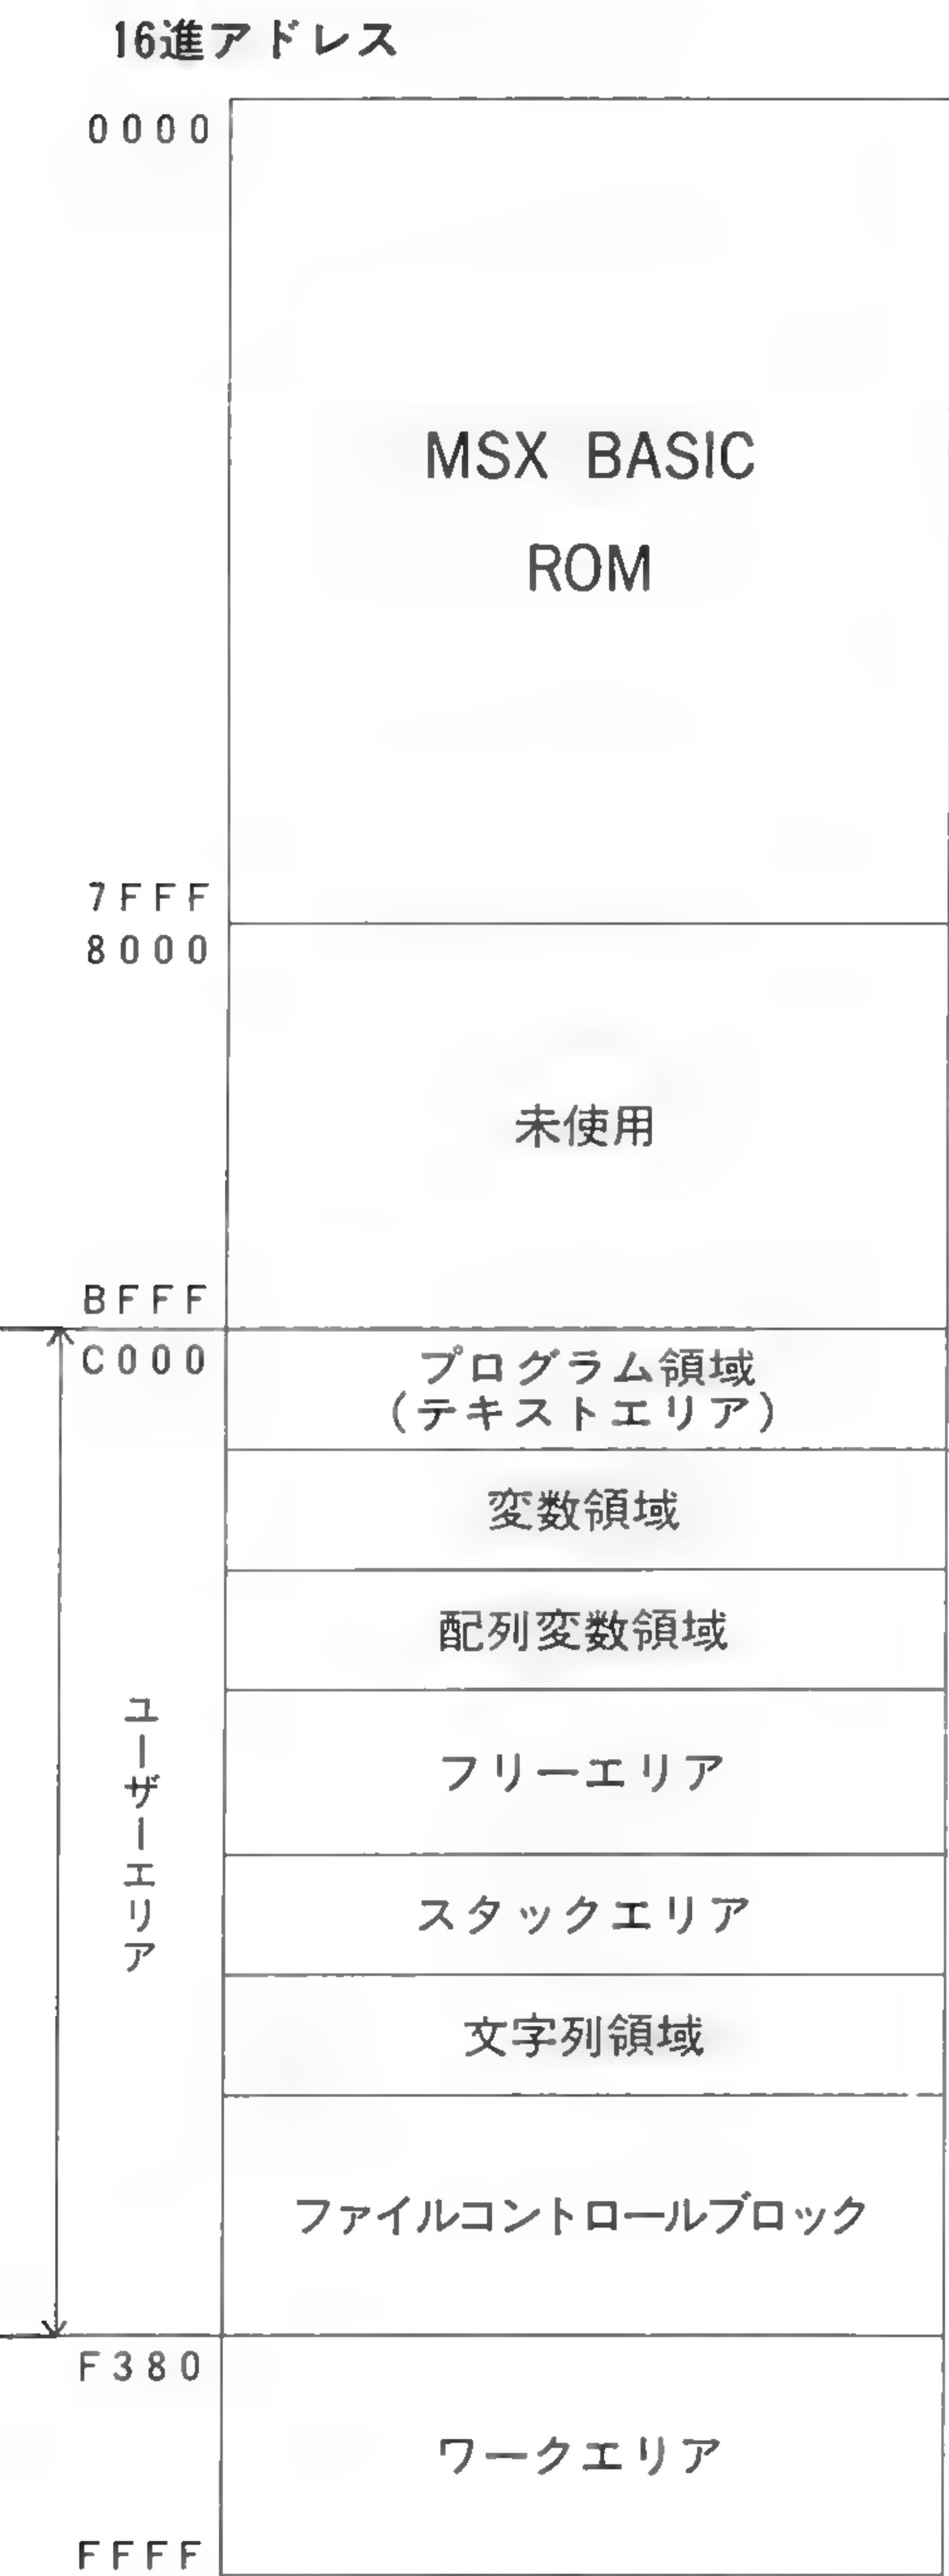 16進アドレス
0000
MSX BASIC
ROM
7FFF
8000
未使用
BFFF
C000
プログラム領域
(テキストエリア)
変数領域
配列変数領域
ユーザーエリア
フリーエリア
スタックエリア
文字列領域
ファイルコントロールブロック
F380
ワークエリア
FFFF